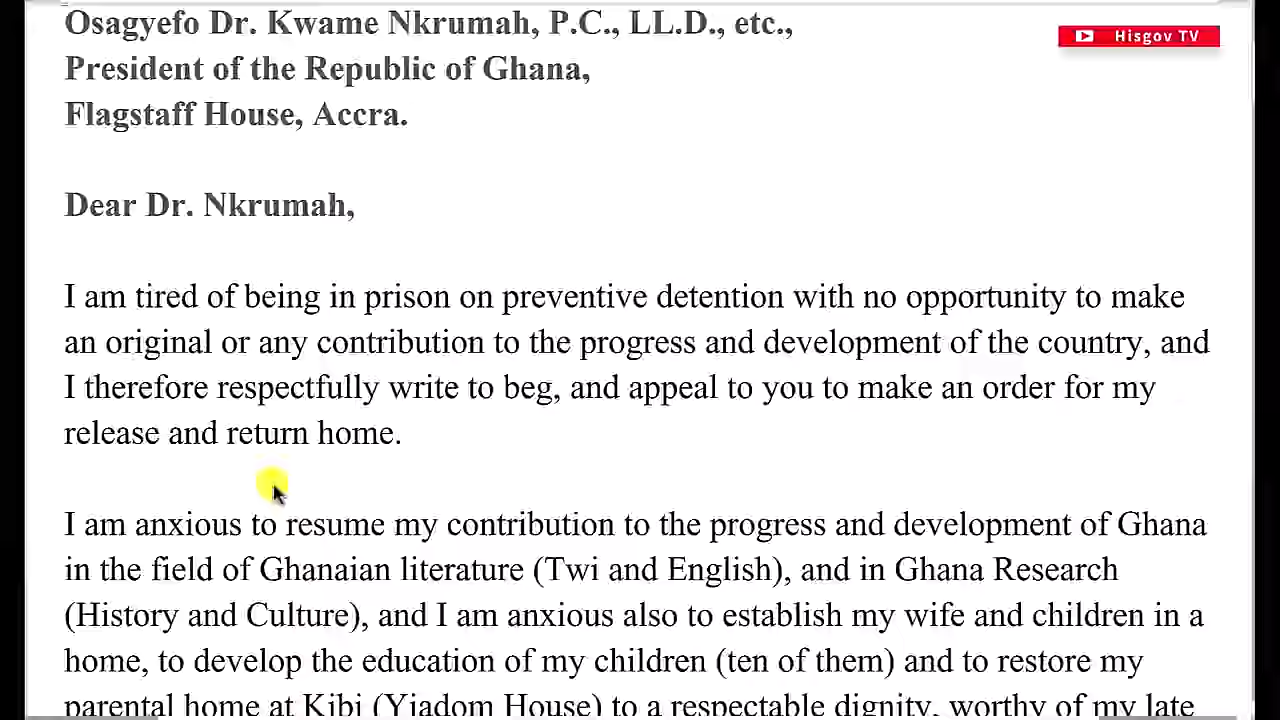 Osagyefo Dr. Kwame Nkrumah, P.C., LL.D., etc.,
Hisgov TV
President of the Republic of Ghana,
Flagstaff House, Accra.
Dear Dr. Nkrumah,
I am tired of being in prison on preventive detention with no opportunity to make
an original or any contribution to the progress and development of the country, and
I therefore respectfully write to beg, and appeal to you to make an order for my
release and return home.
I am anxious to resume my contribution to the progress and development of Ghana
in the field of Ghanaian literature (Twi and English), and in Ghana Research
(History and Culture), and I am anxious also to establish my wife and children in a
home, to develop the education of my children (ten of them) and to restore my
parental home at Kibi (Yiadom House) to a respectable dignity, worthy of my late